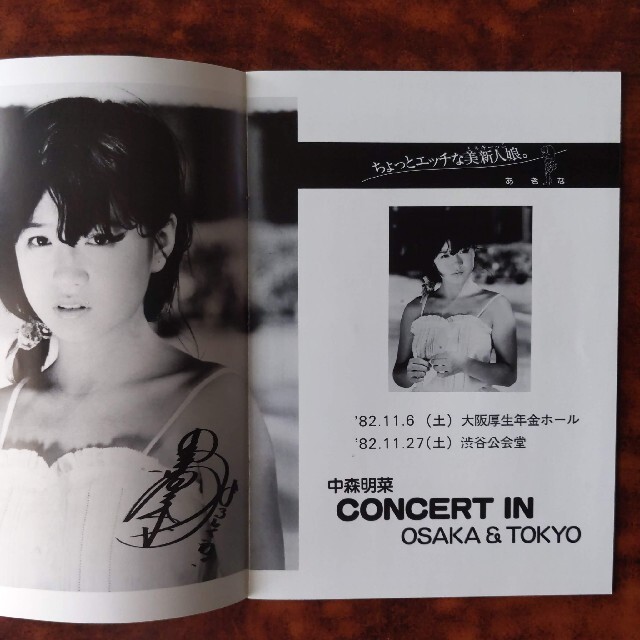 ちょっとエッチな美新人娘。
あきな
'82.11.6 (土) 大阪厚生年金ホール
'82.11.27(土) 渋谷公会堂
中森明菜
CONCERT IN
OSAKA & TOKYO